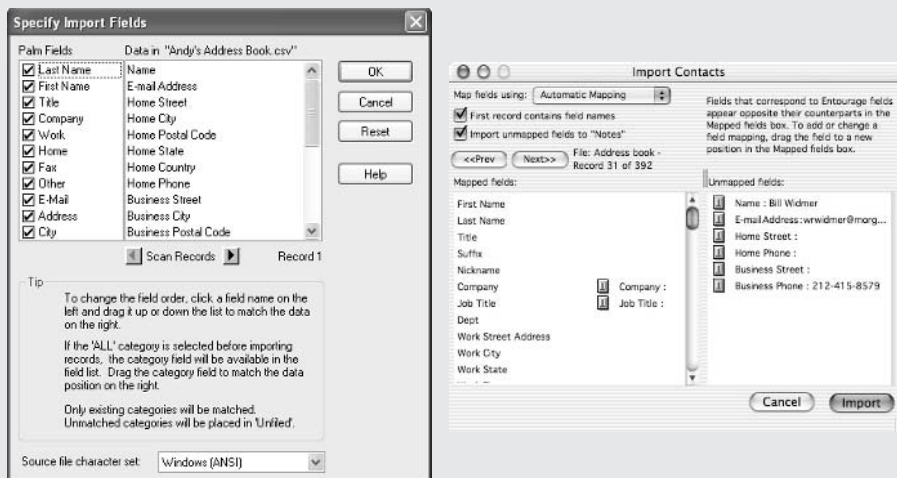 Specify Import Fields
Palm Fields Data in "Andy's Address Book.csv"
Last Name Name
First Name E-mail Address
Title Home Street
Company Home City
Work Home Postal Code
Home Home State
Fax Home Country
Other Home Phone
E-Mail Business Street
Address Business City
City Business Postal Code
OK
Cancel
Reset
Help
Scan Records Record 1
Tip
To change the field order, click a field name on the
left and drag it up or down the list to match the data
on the right.
If the 'ALL' category is selected before importing
records, the category field will be available in the
field list. Drag the category field to match the data
position on the right.
Only existing categories will be matched.
Unmatched categories will be placed in 'Unfiled'.
Source file character set: Windows (ANSI)
Import Contacts
Map fields using: Automatic Mapping
First record contains field names
Import unmapped fields to "Notes"
<<Prev Next>> File: Address book -
Record 31 of 392
Fields that correspond to Entourage fields
appear opposite their counterparts in the
Mapped fields box. To add or change a
field mapping, drag the field to a new
position in the Mapped fields box.
Mapped fields:
First Name
Last Name
Title
Suffix
Nickname
Company Company :
Job Title Job Title :
Dept
Work Street Address
Work City
Work State
Unmapped fields:
Name : Bill Widmer
E-mail Address : wrwidmer@morg...
Home Street :
Home Phone :
Business Street :
Business Phone : 212-415-8579
Cancel Import